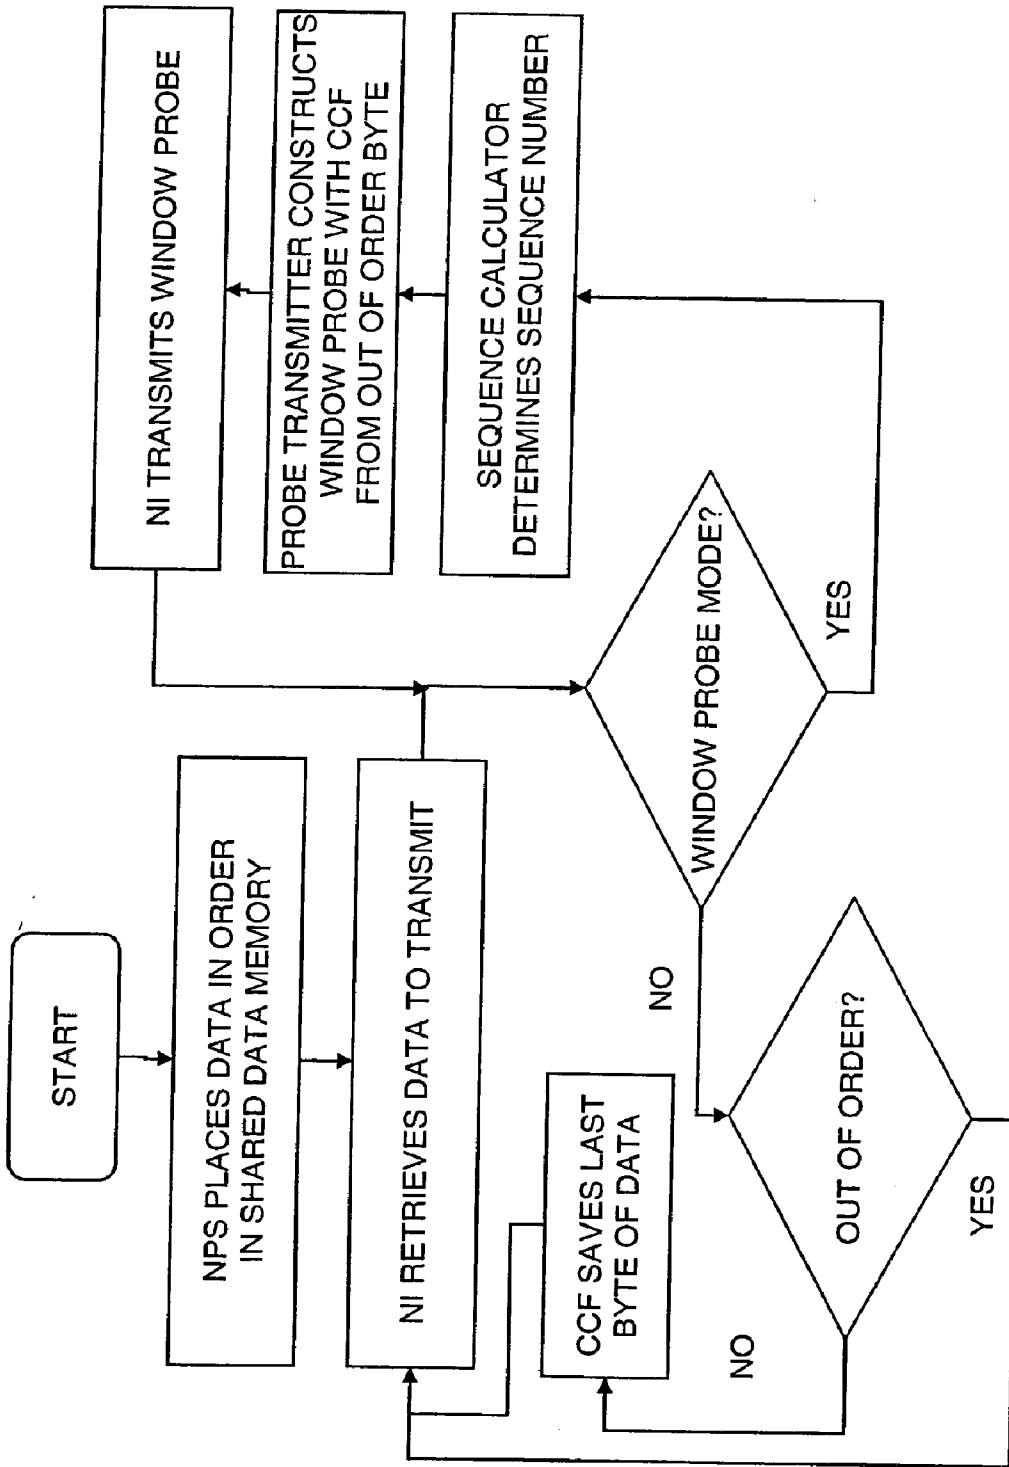 START
NPS PLACES DATA IN ORDER
IN SHARED DATA MEMORY
NI RETRIEVES DATA TO TRANSMIT
WINDOW PROBE MODE?
NO
YES
OUT OF ORDER?
NO
YES
CCF SAVES LAST
BYTE OF DATA
SEQUENCE CALCULATOR
DETERMINES SEQUENCE NUMBER
PROBE TRANSMITTER CONSTRUCTS
WINDOW PROBE WITH CCF
FROM OUT OF ORDER BYTE
NI TRANSMITS WINDOW PROBE